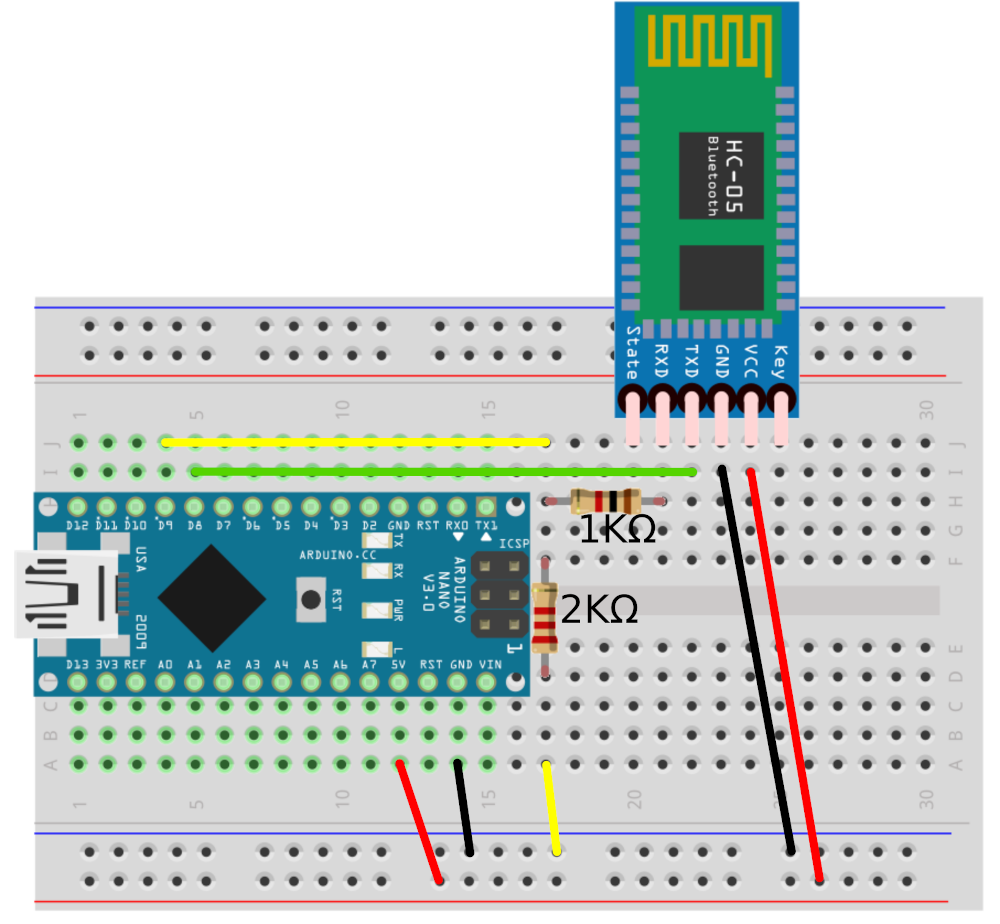 HC-05
Bluetooth
State RXD TXD GND VCC Key
1 5 10 15 30
J J
I I
H H
D12 D11 D10 D9 D8 D7 D6 D5 D4 D3 D2 GND RST RX0 TX1
1KΩ
G
F
ICSP
TX
RX
PWR
L
ARDUINO.CC
RST
ARDUINO
NANO
V3.0
USA
2009
1
2KΩ
E
D13 3V3 REF A0 A1 A2 A3 A4 A5 A6 A7 5V RST GND VIN
D
C C
B B
A A
1 5 10 15 20 30